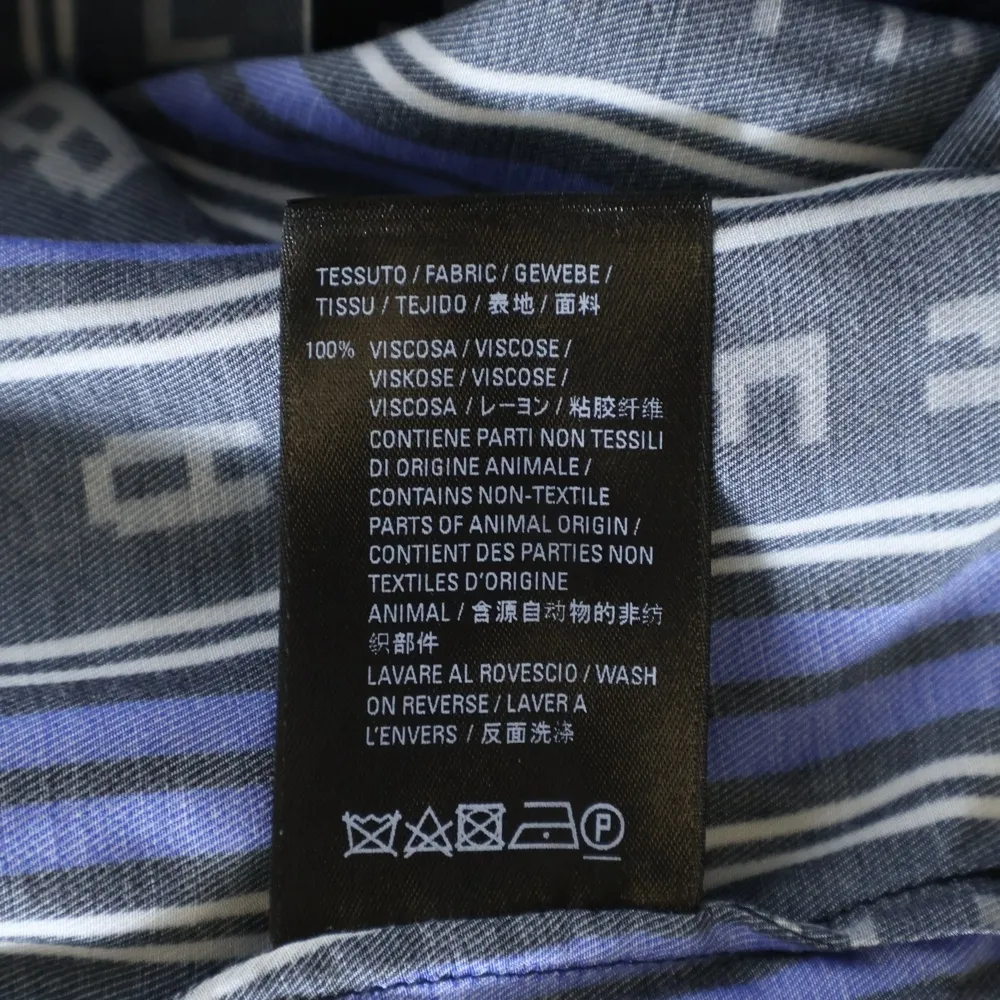 TESSUTO / FABRIC / GEWEBE /
TISSU / TEJIDO / 表地 / 面料
100% VISCOSA / VISCOSE /
VISKOSE / VISCOSE /
VISCOSA / レーヨン / 粘胶纤维
CONTIENE PARTI NON TESSILI
DI ORIGINE ANIMALE /
CONTAINS NON-TEXTILE
PARTS OF ANIMAL ORIGIN /
CONTIENT DES PARTIES NON
TEXTILES D'ORIGINE
ANIMAL / 含源自动物的非纺
织部件
LAVARE AL ROVESCIO / WASH
ON REVERSE / LAVER A
L'ENVERS / 反面洗涤
P